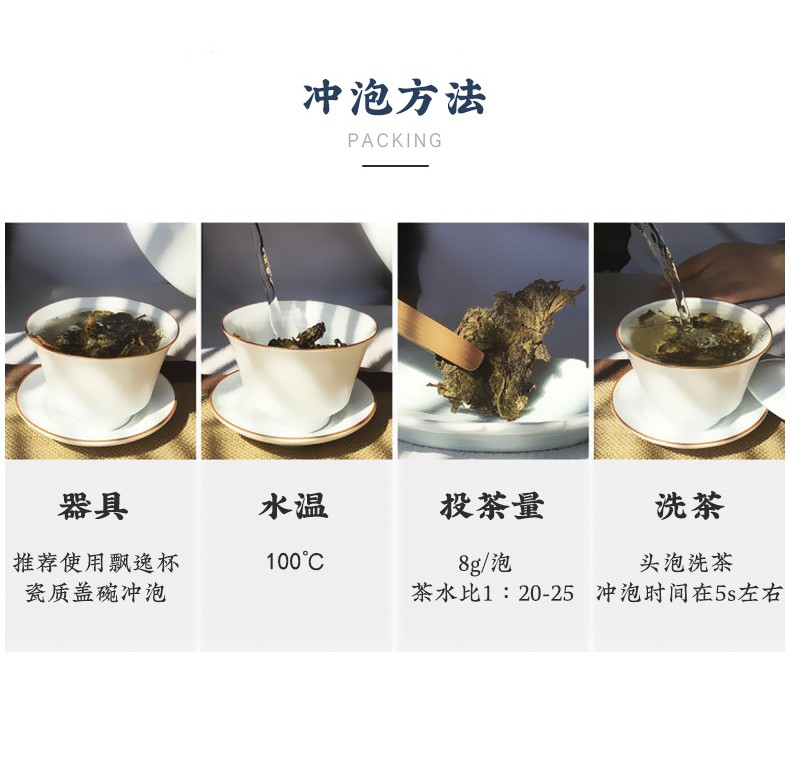 冲泡方法
PACKING
器具
推荐使用飘逸杯
瓷质盖碗冲泡
水温
100℃
投茶量
8g/泡
茶水比1：20-25
洗茶
头泡洗茶
冲泡时间在5s左右